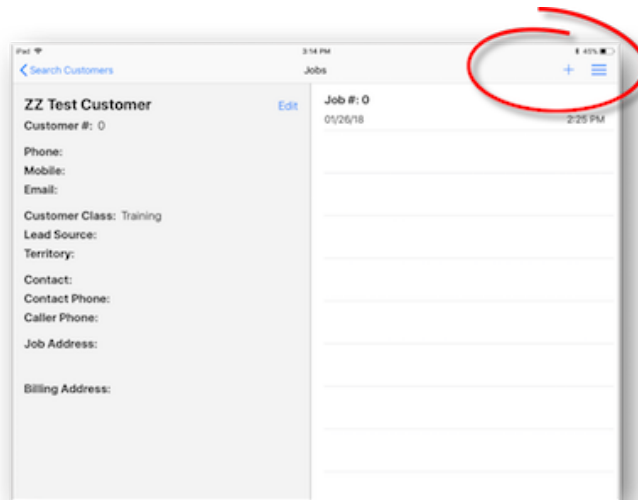 iPad 3:14 PM 45%
Search Customers Jobs +
ZZ Test Customer Edit
Customer #: 0
Phone:
Mobile:
Email:
Customer Class: Training
Lead Source:
Territory:
Contact:
Contact Phone:
Caller Phone:
Job Address:
Billing Address:
Job #: 0
01/26/18 2:25 PM